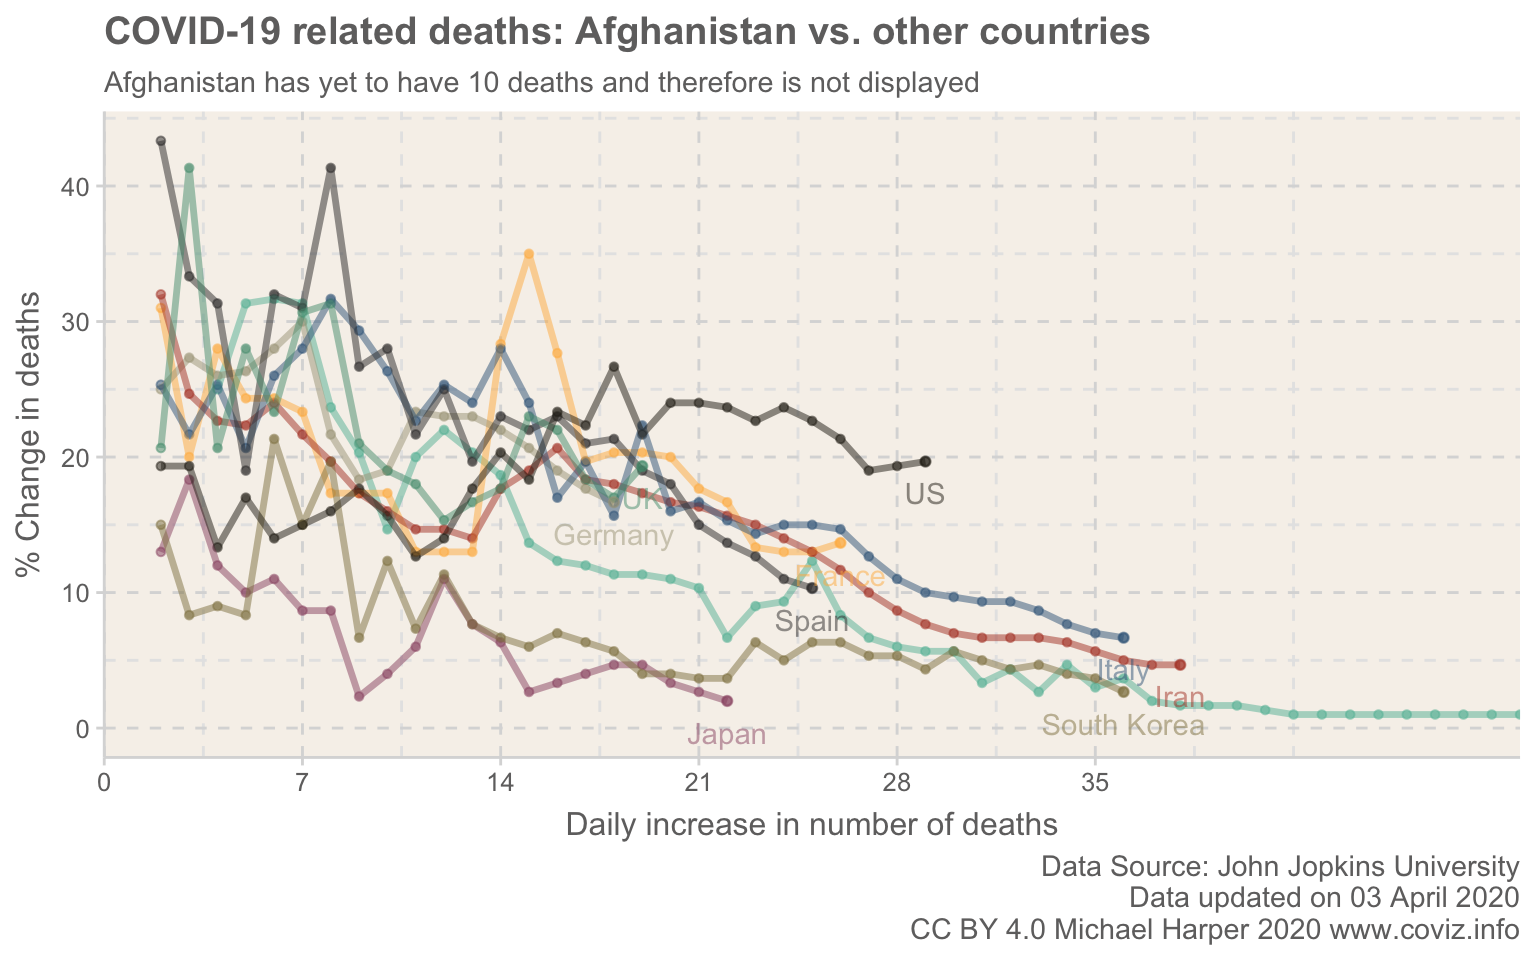 COVID-19 related deaths: Afghanistan vs. other countries
Afghanistan has yet to have 10 deaths and therefore is not displayed
% Change in deaths
40
30
20
10
0
US
UK
Germany
France
Spain
Italy
Iran
South Korea
Japan
0 7 14 21 28 35
Daily increase in number of deaths
Data Source: John Jopkins University
Data updated on 03 April 2020
CC BY 4.0 Michael Harper 2020 www.coviz.info